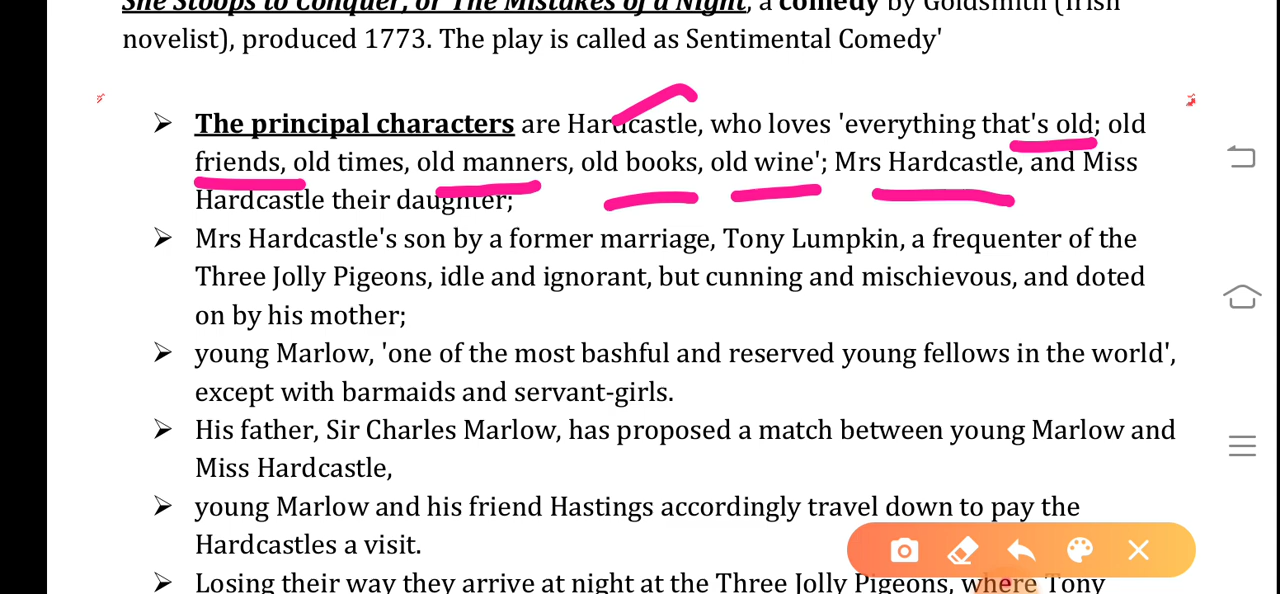 She Stoops to Conquer, or The Mistakes of a Night, a comedy by Goldsmith (Irish
novelist), produced 1773. The play is called as Sentimental Comedy'
➢ The principal characters are Hardcastle, who loves 'everything that's old; old
friends, old times, old manners, old books, old wine'; Mrs Hardcastle, and Miss
Hardcastle their daughter;
➢ Mrs Hardcastle's son by a former marriage, Tony Lumpkin, a frequenter of the
Three Jolly Pigeons, idle and ignorant, but cunning and mischievous, and doted
on by his mother;
➢ young Marlow, 'one of the most bashful and reserved young fellows in the world',
except with barmaids and servant-girls.
➢ His father, Sir Charles Marlow, has proposed a match between young Marlow and
Miss Hardcastle,
➢ young Marlow and his friend Hastings accordingly travel down to pay the
Hardcastles a visit.
➢ Losing their way they arrive at night at the Three Jolly Pigeons, where Tony